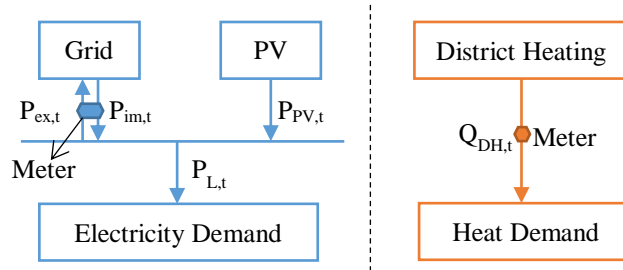 Grid
PV
District Heating
P_ex,t
P_im,t
P_PV,t
Q_DH,t
Meter
Meter
P_L,t
Electricity Demand
Heat Demand